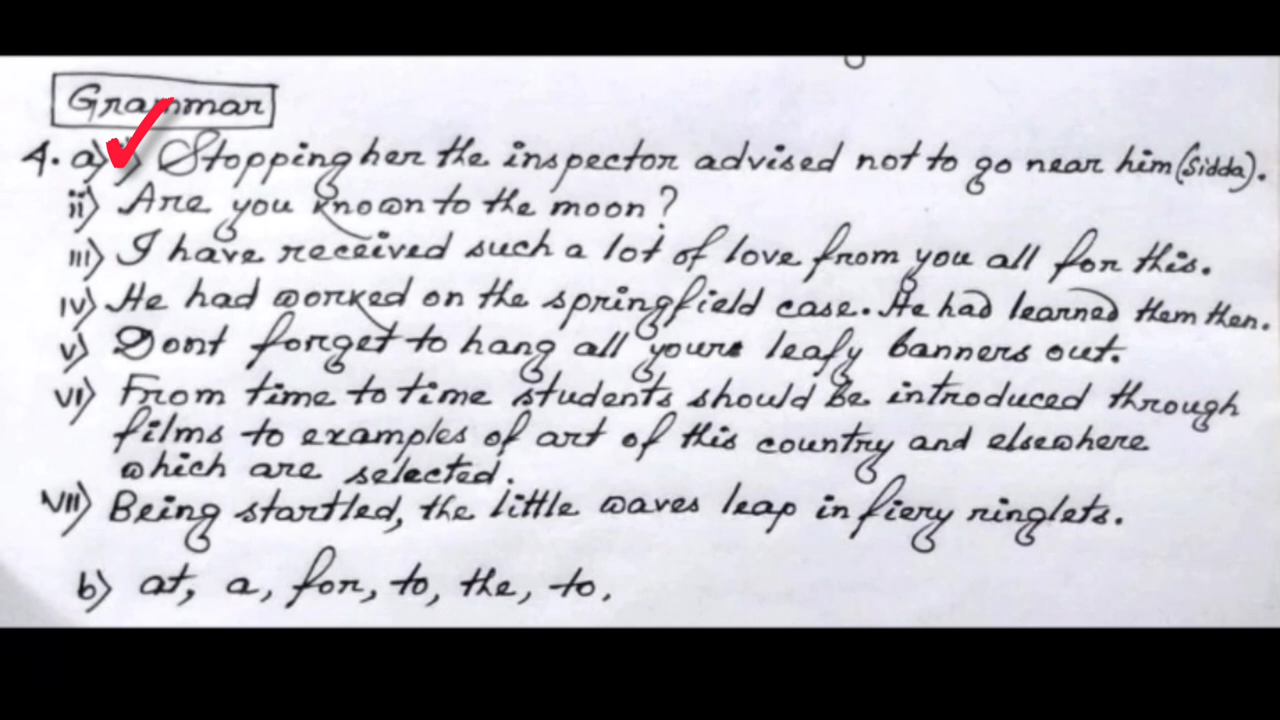 Grammar
4. a) i) Stopping her the inspector advised not to go near him (Sidda).
ii) Are you known to the moon?
iii) I have received such a lot of love from you all for this.
iv) He had worked on the springfield case. He had learned them then.
v) Dont forget to hang all your leafy banners out.
vi) From time to time students should be introduced through
films to examples of art of this country and elsewhere
which are selected.
vii) Being startled, the little waves leap in fiery ringlets.
b) at, a, for, to, the, to.